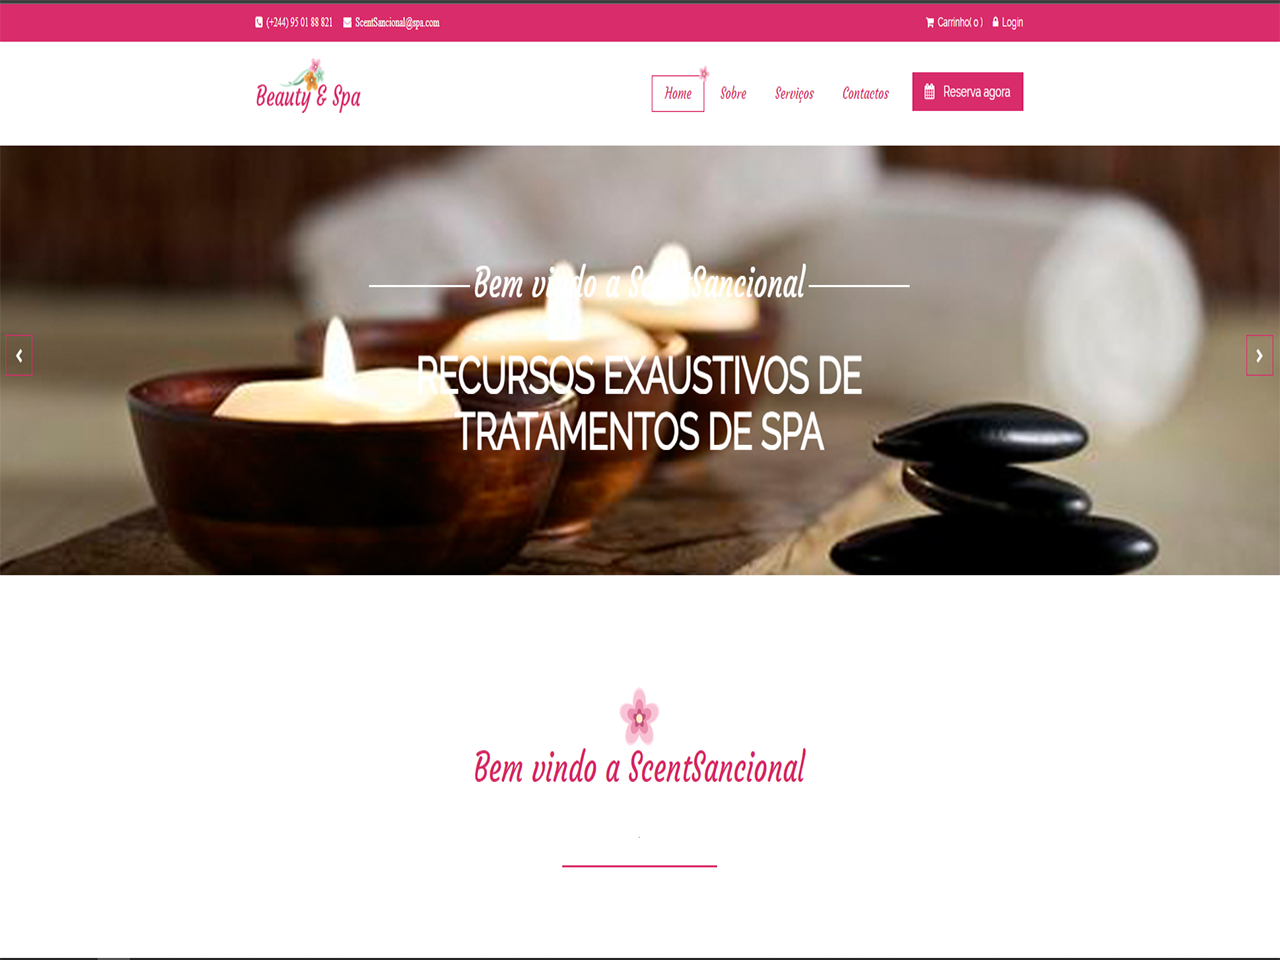 (+244) 95 01 88 821 ScentSancional@spa.com Carrinho( 0 ) Login
Beauty & Spa Home Sobre Serviços Contactos Reserva agora
Bem vindo a ScentSancional
RECURSOS EXAUSTIVOS DE
TRATAMENTOS DE SPA
Bem vindo a ScentSancional
.